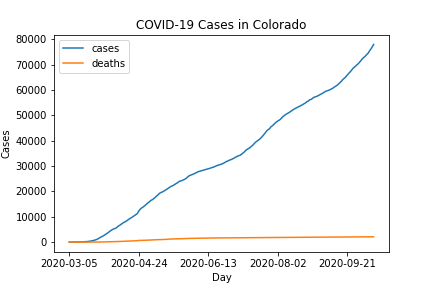 COVID-19 Cases in Colorado
cases
deaths
80000
70000
60000
50000
40000
30000
20000
10000
0
Cases
2020-03-05 2020-04-24 2020-06-13 2020-08-02 2020-09-21
Day